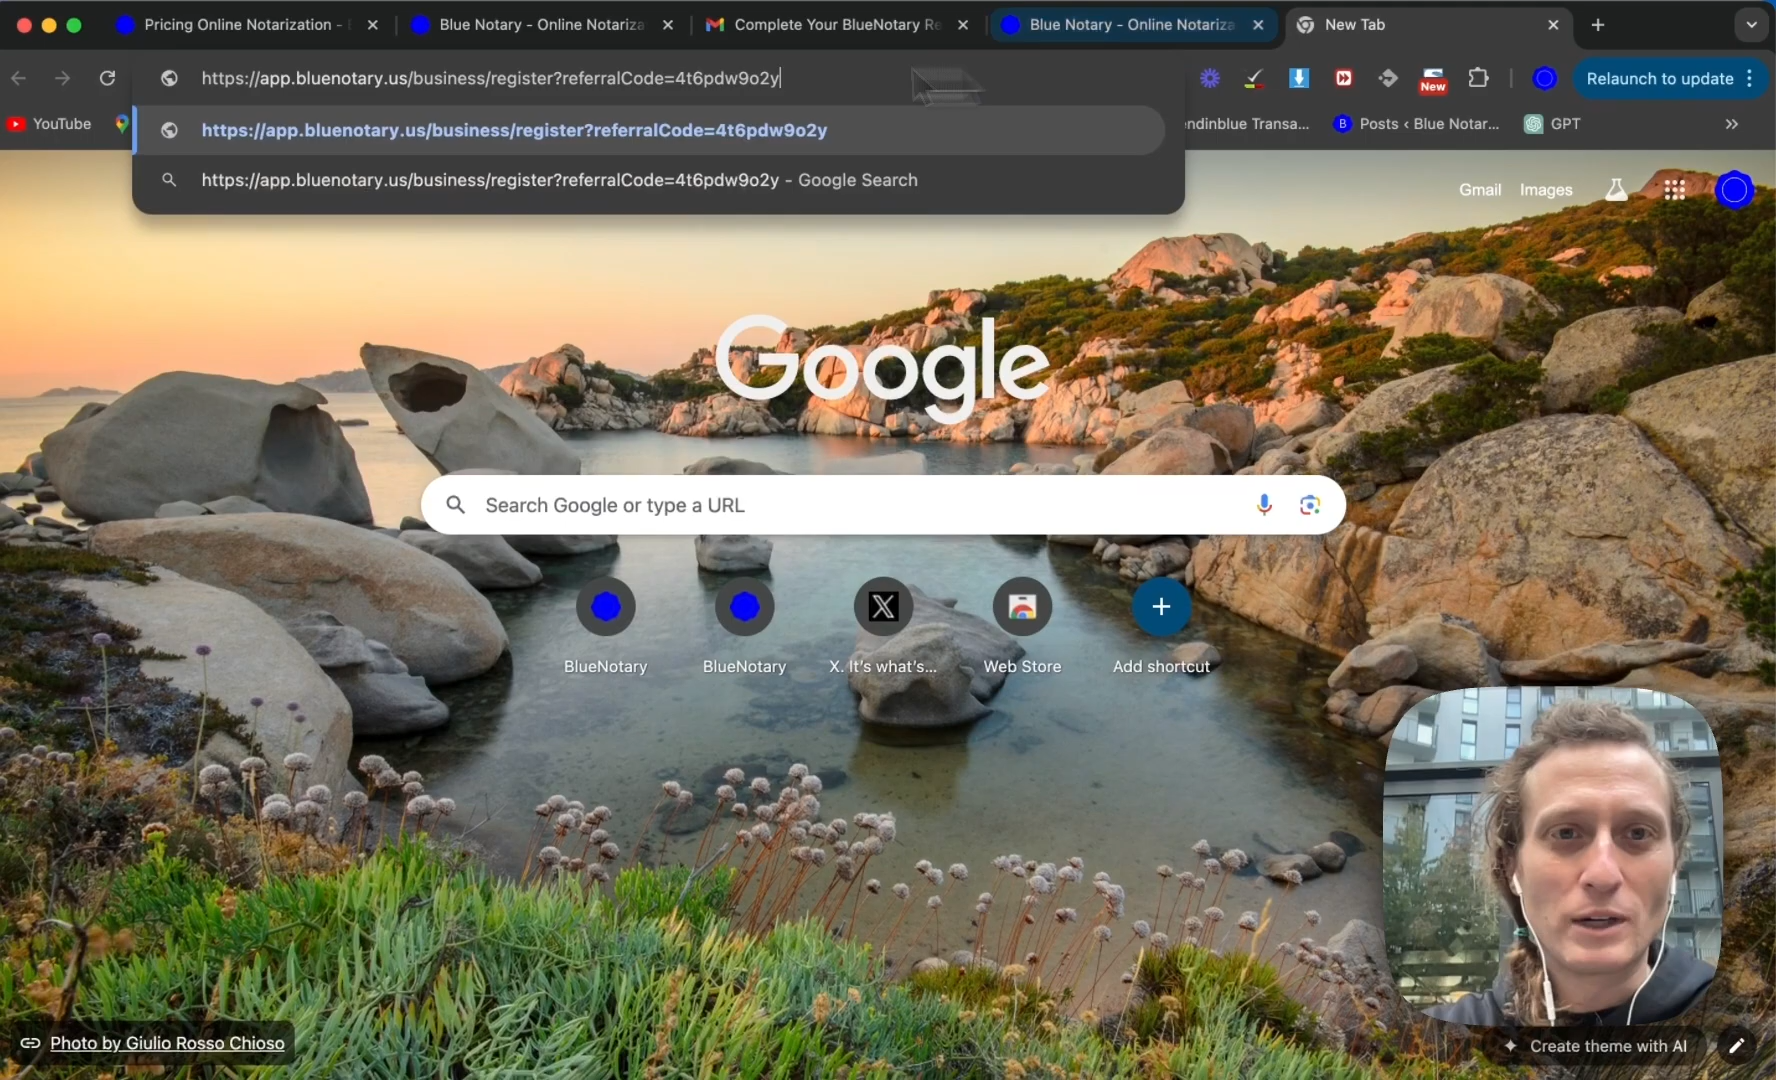 Pricing Online Notarization -
Blue Notary - Online Notariza
Complete Your BlueNotary Re
Blue Notary - Online Notariza
New Tab
https://app.bluenotary.us/business/register?referralCode=4t6pdw9o2y
New
Relaunch to update
YouTube
https://app.bluenotary.us/business/register?referralCode=4t6pdw9o2y
endinblue Transa...
B
Posts ‹ Blue Notar...
GPT
https://app.bluenotary.us/business/register?referralCode=4t6pdw9o2y - Google Search
Gmail
Images
Google
Search Google or type a URL
BlueNotary
BlueNotary
X. It's what's...
Web Store
Add shortcut
Photo by Giulio Rosso Chioso
Create theme with AI